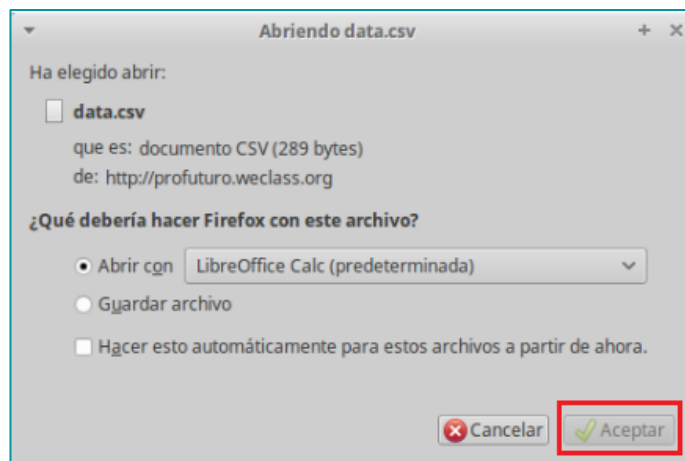 Abriendo data.csv
Ha elegido abrir:
data.csv
que es: documento CSV (289 bytes)
de: http://profuturo.weclass.org
¿Qué debería hacer Firefox con este archivo?
Abrir con LibreOffice Calc (predeterminada)
Guardar archivo
Hacer esto automáticamente para estos archivos a partir de ahora.
Cancelar Aceptar